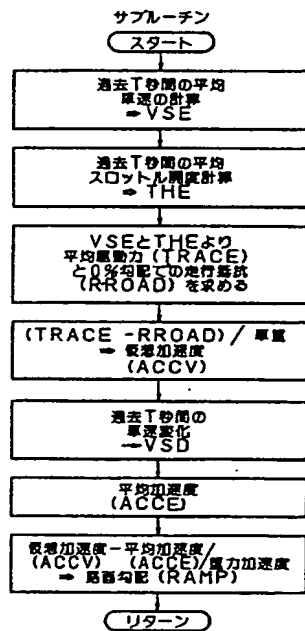 サブルーチン
スタート
過去T秒間の平均
車速の計算
→VSE
過去T秒間の平均
スロットル開度計算
→THE
VSEとTHEより
平均駆動力(TRACE)
と0%勾配での走行抵抗
(RROAD)を求める
(TRACE-RROAD)/車重
→仮想加速度
(ACCV)
過去T秒間の
車速変化
→VSD
平均加速度
(ACCE)
仮想加速度-平均加速度/
(ACCV) (ACCE)/重力加速度
→路面勾配(RAMP)
リターン